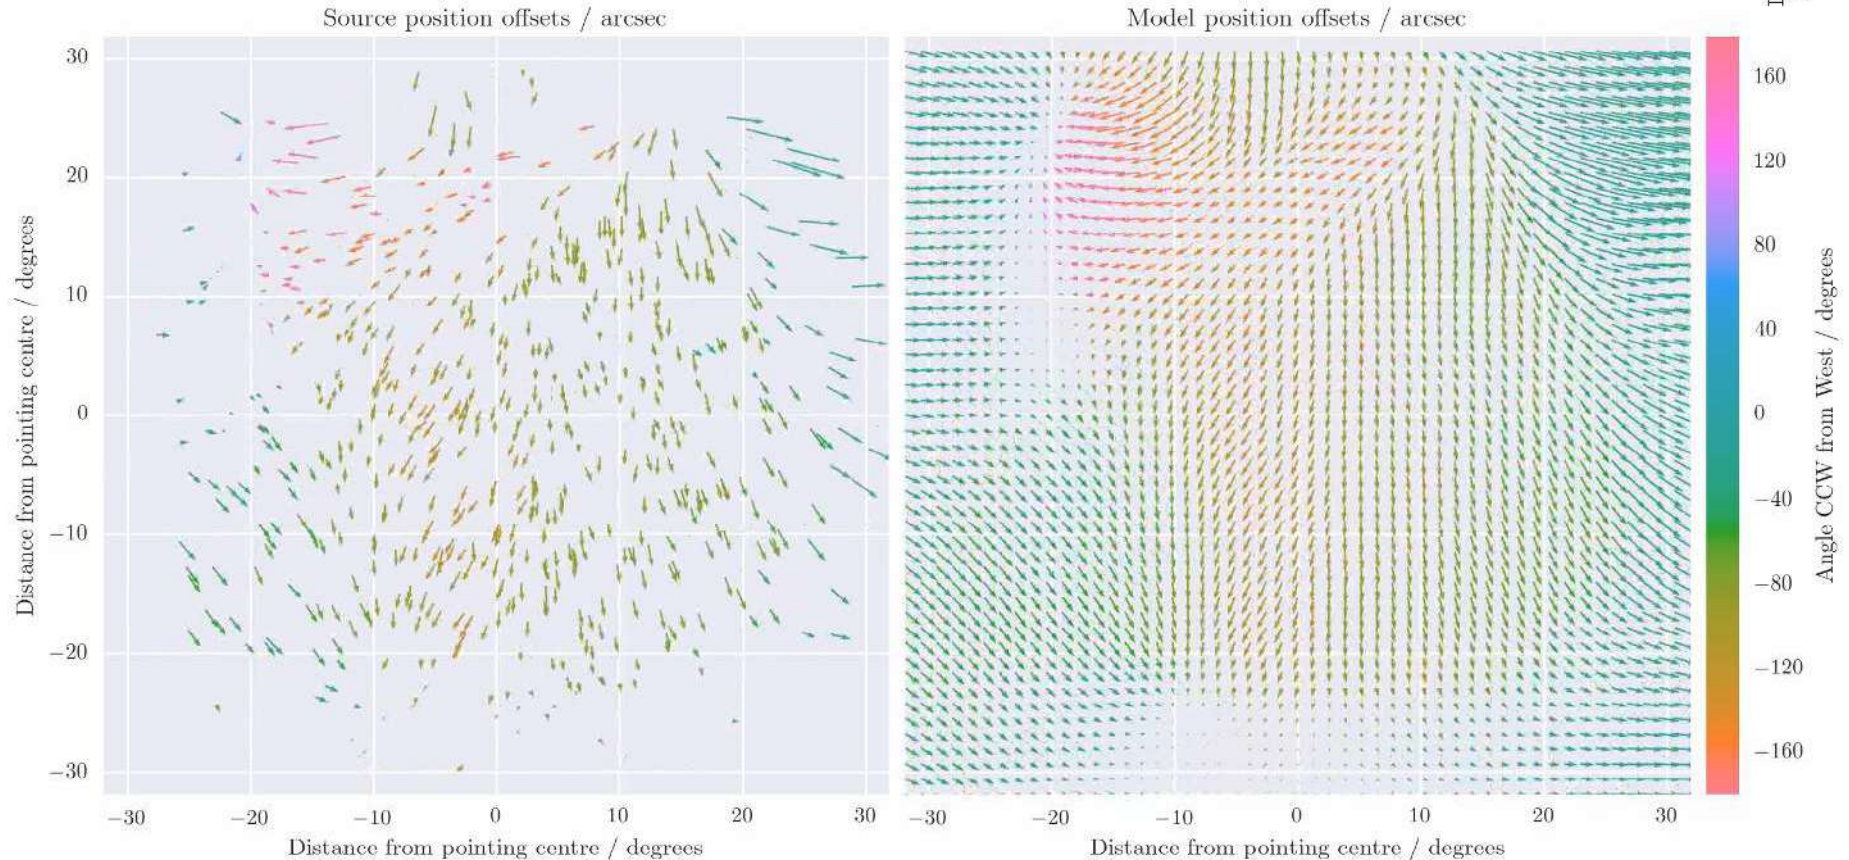 Source position offsets / arcsec
Model position offsets / arcsec
Distance from pointing centre / degrees
30
20
10
0
−10
−20
−30
−30 −20 −10 0 10 20 30
Distance from pointing centre / degrees
−30 −20 −10 0 10 20 30
Distance from pointing centre / degrees
160
120
80
40
0
−40
−80
−120
−160
Angle CCW from West / degrees